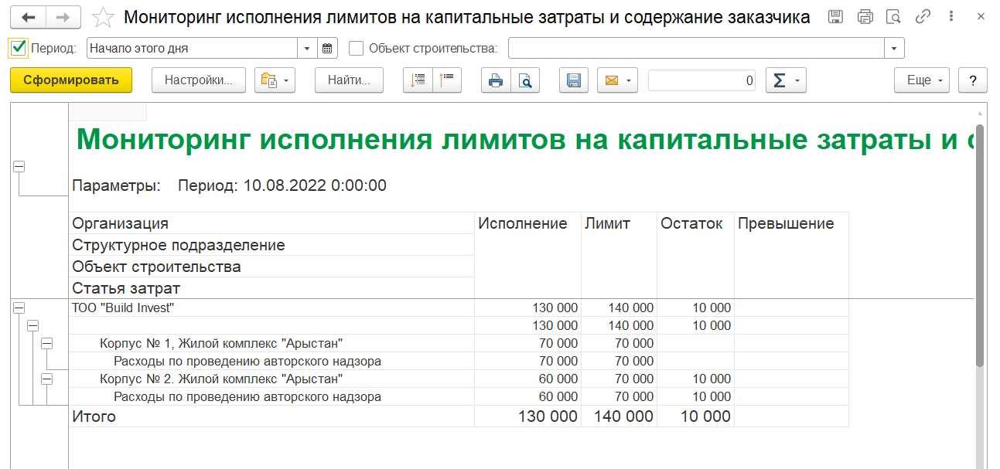 Мониторинг исполнения лимитов на капитальные затраты и содержание заказчика
Период: Начало этого дня Объект строительства:
Сформировать Настройки... Найти... 0 Σ Еще ?
Мониторинг исполнения лимитов на капитальные затраты и с
Параметры: Период: 10.08.2022 0:00:00
Организация Исполнение Лимит Остаток Превышение
Структурное подразделение
Объект строительства
Статья затрат
ТОО "Build Invest" 130 000 140 000 10 000
130 000 140 000 10 000
Корпус № 1, Жилой комплекс "Арыстан" 70 000 70 000
Расходы по проведению авторского надзора 70 000 70 000
Корпус № 2. Жилой комплекс "Арыстан" 60 000 70 000 10 000
Расходы по проведению авторского надзора 60 000 70 000 10 000
Итого 130 000 140 000 10 000